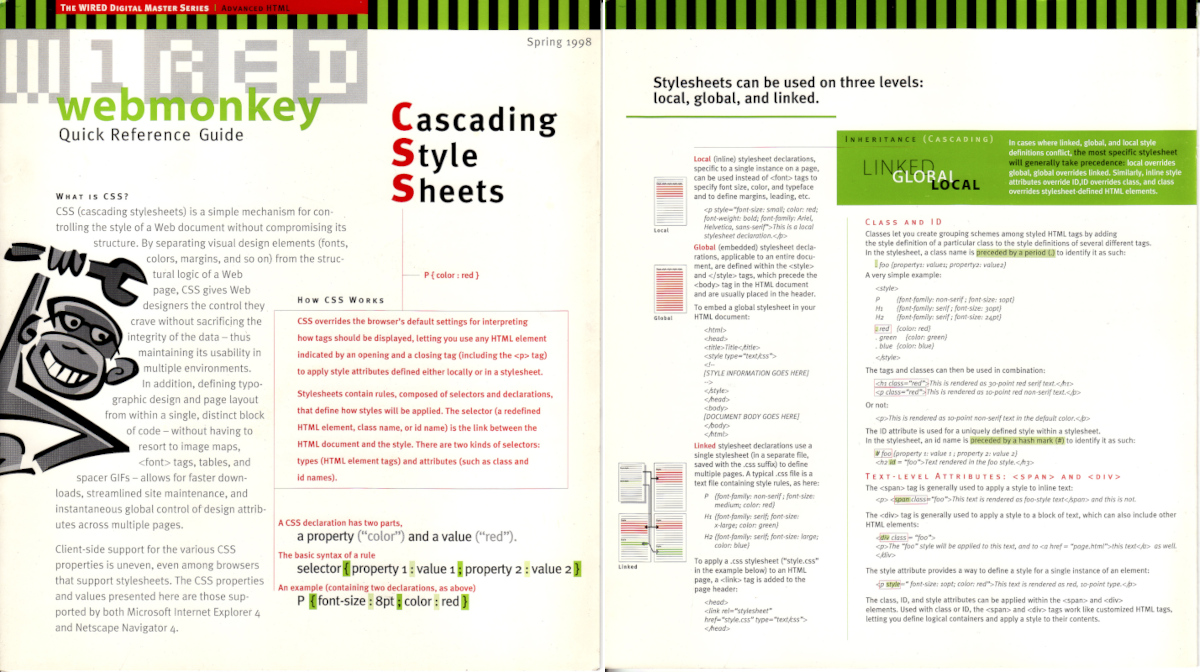 THE WIRED DIGITAL MASTER SERIES | ADVANCED HTML
Spring 1998
WIRED
webmonkey
Quick Reference Guide
Cascading
Style
Sheets
WHAT IS CSS?
CSS (cascading stylesheets) is a simple mechanism for con-
trolling the style of a Web document without compromising its
structure. By separating visual design elements (fonts,
colors, margins, and so on) from the struc-
tural logic of a Web
page, CSS gives Web
designers the control they
crave without sacrificing the
integrity of the data – thus
maintaining its usability in
multiple environments.
In addition, defining typo-
graphic design and page layout
from within a single, distinct block
of code – without having to
resort to image maps,
<font> tags, tables, and
spacer GIFs – allows for faster down-
loads, streamlined site maintenance, and
instantaneous global control of design attrib-
utes across multiple pages.
Client-side support for the various CSS
properties is uneven, even among browsers
that support stylesheets. The CSS properties
and values presented here are those sup-
ported by both Microsoft Internet Explorer 4
and Netscape Navigator 4.
P { color : red }
HOW CSS WORKS
CSS overrides the browser's default settings for interpreting
how tags should be displayed, letting you use any HTML element
indicated by an opening and a closing tag (including the <p> tag)
to apply style attributes defined either locally or in a stylesheet.
Stylesheets contain rules, composed of selectors and declarations,
that define how styles will be applied. The selector (a redefined
HTML element, class name, or id name) is the link between the
HTML document and the style. There are two kinds of selectors:
types (HTML element tags) and attributes (such as class and
id names).
A CSS declaration has two parts,
a property ("color") and a value ("red").
The basic syntax of a rule
selector { property 1 : value 1 ; property 2 : value 2 }
An example (containing two declarations, as above)
P { font-size : 8pt ; color : red }
Stylesheets can be used on three levels:
local, global, and linked.
Local (inline) stylesheet declarations,
specific to a single instance on a page,
can be used instead of <font> tags to
specify font size, color, and typeface
and to define margins, leading, etc.
<p style="font-size: small; color: red;
font-weight: bold; font-family: Ariel,
Helvetica, sans-serif">This is a local
stylesheet declaration.</p>
Local
Global (embedded) stylesheet decla-
rations, applicable to an entire docu-
ment, are defined within the <style>
and </style> tags, which precede the
<body> tag in the HTML document
and are usually placed in the header.
Global
To embed a global stylesheet in your
HTML document:
<html>
<head>
<title>Title</title>
<style type="text/css">
<!--
[STYLE INFORMATION GOES HERE]
-->
</style>
</head>
<body>
[DOCUMENT BODY GOES HERE]
</body>
</html>
Linked stylesheet declarations use a
single stylesheet (in a separate file,
saved with the .css suffix) to define
multiple pages. A typical .css file is a
text file containing style rules, as here:
P {font-family: non-serif ; font-size:
medium; color: red}
H1 {font-family: serif; font-size:
x-large; color: green}
H2 {font-family: serif; font-size: large;
color: blue}
Linked
To apply a .css stylesheet ("style.css"
in the example below) to an HTML
page, a <link> tag is added to the
page header:
<head>
<link rel="stylesheet"
href="style.css" type="text/css">
</head>
INHERITANCE (CASCADING)
LINKED
GLOBAL
LOCAL
In cases where linked, global, and local style
definitions conflict, the most specific stylesheet
will generally take precedence: local overrides
global, global overrides linked. Similarly, inline style
attributes override ID,ID overrides class, and class
overrides stylesheet-defined HTML elements.
CLASS AND ID
Classes let you create grouping schemes among styled HTML tags by adding
the style definition of a particular class to the style definitions of several different tags.
In the stylesheet, a class name is preceded by a period (.) to identify it as such:
. foo {property1: value1; property2: value2}
A very simple example:
<style>
P {font-family: non-serif ; font-size: 10pt}
H1 {font-family: serif ; font-size: 30pt}
H2 {font-family: serif ; font-size: 24pt}
. red {color: red}
. green {color: green}
. blue {color: blue}
</style>
The tags and classes can then be used in combination:
<h1 class="red">This is rendered as 30-point red serif text.</h1>
<p class="red">This is rendered as 10-point red non-serif text.</p>
Or not:
<p>This is rendered as 10-point non-serif text in the default color.</p>
The ID attribute is used for a uniquely defined style within a stylesheet.
In the stylesheet, an id name is preceded by a hash mark (#) to identify it as such:
# foo {property 1: value 1 ; property 2: value 2}
<h2 id = "foo">Text rendered in the foo style.</h3>
TEXT-LEVEL ATTRIBUTES: <SPAN> AND <DIV>
The <span> tag is generally used to apply a style to inline text:
<p> <span class="foo">This text is rendered as foo-style text</span> and this is not.
The <div> tag is generally used to apply a style to a block of text, which can also include other
HTML elements:
<div class = "foo">
<p>The "foo" style will be applied to this text, and to <a href = "page.html">this text</a> as well.
</div>
The style attribute provides a way to define a style for a single instance of an element:
<p style=" font-size: 10pt; color: red">This text is rendered as red, 10-point type.</p>
The class, ID, and style attributes can be applied within the <span> and <div>
elements. Used with class or ID, the <span> and <div> tags work like customized HTML tags,
letting you define logical containers and apply a style to their contents.